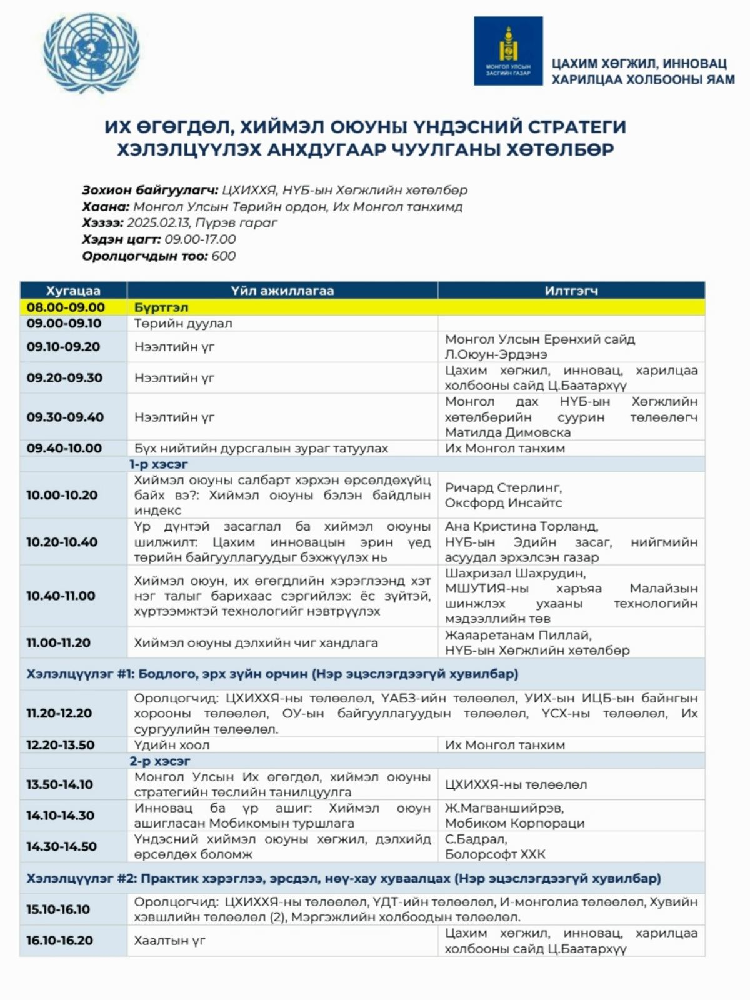 МОНГОЛ УЛСЫН
ЗАСГИЙН ГАЗАР
ЦАХИМ ХӨГЖИЛ, ИННОВАЦ
ХАРИЛЦАА ХОЛБООНЫ ЯАМ
ИХ ӨГӨГДӨЛ, ХИЙМЭЛ ОЮУНЫ ҮНДЭСНИЙ СТРАТЕГИ
ХЭЛЭЛЦҮҮЛЭХ АНХДУГААР ЧУУЛГАНЫ ХӨТӨЛБӨР
Зохион байгуулагч: ЦХИХХЯ, НҮБ-ын Хөгжлийн хөтөлбөр
Хаана: Монгол Улсын Төрийн ордон, Их Монгол танхимд
Хэзээ: 2025.02.13, Пүрэв гараг
Хэдэн цагт: 09.00-17.00
Оролцогчдын тоо: 600
Хугацаа Үйл ажиллагаа Илтгэгч
08.00-09.00 Бүртгэл
09.00-09.10 Төрийн дуулал
09.10-09.20 Нээлтийн үг
Монгол Улсын Ерөнхий сайд
Л.Оюун-Эрдэнэ
09.20-09.30 Нээлтийн үг
Цахим хөгжил, инновац, харилцаа
холбооны сайд Ц.Баатархүү
09.30-09.40 Нээлтийн үг
Монгол дах НҮБ-ын Хөгжлийн
хөтөлбөрийн суурин төлөөлөгч
Матилда Димовска
09.40-10.00 Бүх нийтийн дурсгалын зураг татуулах Их Монгол танхим
1-р хэсэг
10.00-10.20
Хиймэл оюуны салбарт хэрхэн өрсөлдөхүйц
байх вэ?: Хиймэл оюуны бэлэн байдлын
индекс
Ричард Стерлинг,
Оксфорд Инсайтс
10.20-10.40
Үр дүнтэй засаглал ба хиймэл оюуны
шилжилт: Цахим инновацын эрин үед
төрийн байгууллагуудыг бэхжүүлэх нь
Ана Кристина Торланд,
НҮБ-ын Эдийн засаг, нийгмийн
асуудал эрхэлсэн газар
10.40-11.00
Хиймэл оюун, их өгөгдлийн хэрэглээнд хэт
нэг талыг барихаас сэргийлэх: ёс зүйтэй,
хүртээмжтэй технологийг нэвтрүүлэх
Шахризал Шахрудин,
МШУТИЯ-ны харъяа Малайзын
шинжлэх ухааны технологийн
мэдээллийн төв
11.00-11.20 Хиймэл оюуны дэлхийн чиг хандлага
Жаяаретанам Пиллай,
НҮБ-ын Хөгжлийн хөтөлбөр
Хэлэлцүүлэг #1: Бодлого, эрх зүйн орчин (Нэр эцэслэгдээгүй хувилбар)
11.20-12.20
Оролцогчид: ЦХИХХЯ-ны төлөөлөл, ҮАБЗ-ийн төлөөлөл, УИХ-ын ИЦБ-ын байнгын
хорооны төлөөлөл, ОУ-ын байгууллагуудын төлөөлөл, ҮСХ-ны төлөөлөл, Их
сургуулийн төлөөлөл.
12.20-13.50 Үдийн хоол Их Монгол танхим
2-р хэсэг
13.50-14.10
Монгол Улсын Их өгөгдөл, хиймэл оюуны
стратегийн төслийн танилцуулга
ЦХИХХЯ-ны төлөөлөл
14.10-14.30
Инновац ба үр ашиг: Хиймэл оюун
ашигласан Мобикомын туршлага
Ж.Магваншийрэв,
Мобиком Корпораци
14.30-14.50
Үндэсний хиймэл оюуны хөгжил, дэлхийд
өрсөлдөх боломж
С.Бадрал,
Болорсофт ХХК
Хэлэлцүүлэг #2: Практик хэрэглээ, эрсдэл, нөү-хау хуваалцах (Нэр эцэслэгдээгүй хувилбар)
15.10-16.10
Оролцогчид: ЦХИХХЯ-ны төлөөлөл, ҮДТ-ийн төлөөлөл, И-монголиа төлөөлөл, Хувийн
хэвшлийн төлөөлөл (2), Мэргэжлийн холбоодын төлөөлөл.
16.10-16.20 Хаалтын үг
Цахим хөгжил, инновац, харилцаа
холбооны сайд Ц.Баатархүү